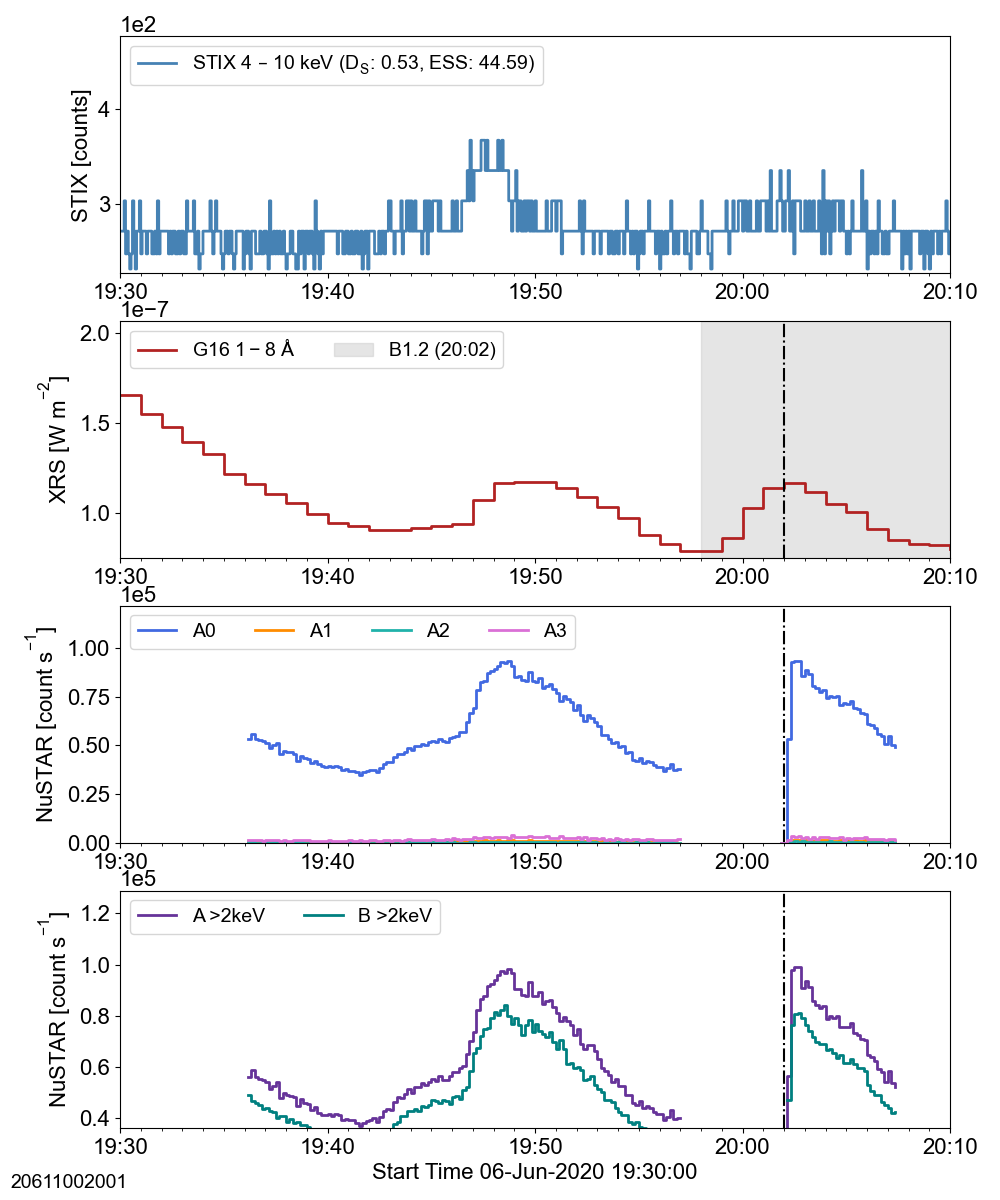 1e2
STIX 4 – 10 keV (D_S: 0.53, ESS: 44.59)
STIX [counts]
4
3
19:30 19:40 19:50 20:00 20:10
1e−7
G16 1 – 8 Å B1.2 (20:02)
XRS [W m⁻²]
2.0
1.5
1.0
19:30 19:40 19:50 20:00 20:10
1e5
A0 A1 A2 A3
NuSTAR [count s⁻¹]
1.00
0.75
0.50
0.25
0.00
19:30 19:40 19:50 20:00 20:10
1e5
A >2keV B >2keV
NuSTAR [count s⁻¹]
1.2
1.0
0.8
0.6
0.4
19:30 19:40 19:50 20:00 20:10
Start Time 06-Jun-2020 19:30:00
20611002001